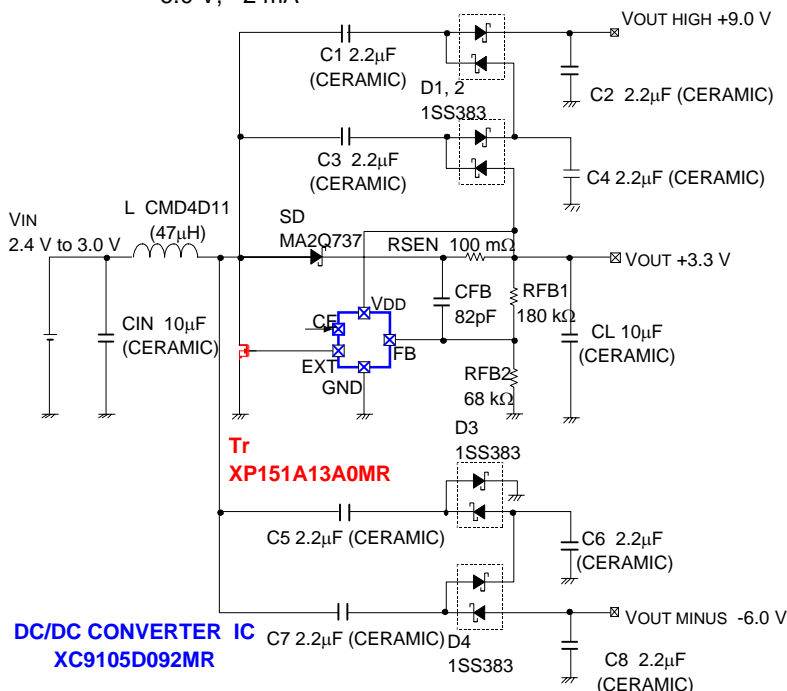 VOUT HIGH +9.0 V
C1 2.2μF
(CERAMIC)
D1, 2
1SS383
C2 2.2μF (CERAMIC)
C3 2.2μF
(CERAMIC)
C4 2.2μF (CERAMIC)
VIN
2.4 V to 3.0 V
L CMD4D11
(47μH)
SD
MA2Q737
RSEN 100 mΩ
VOUT +3.3 V
CIN 10μF
(CERAMIC)
VDD
CE
EXT
FB
GND
CFB
82pF
RFB1
180 kΩ
CL 10μF
(CERAMIC)
RFB2
68 kΩ
Tr
XP151A13A0MR
D3
1SS383
C5 2.2μF (CERAMIC)
C6 2.2μF
(CERAMIC)
VOUT MINUS -6.0 V
DC/DC CONVERTER IC
XC9105D092MR
C7 2.2μF (CERAMIC)
D4
1SS383
C8 2.2μF
(CERAMIC)